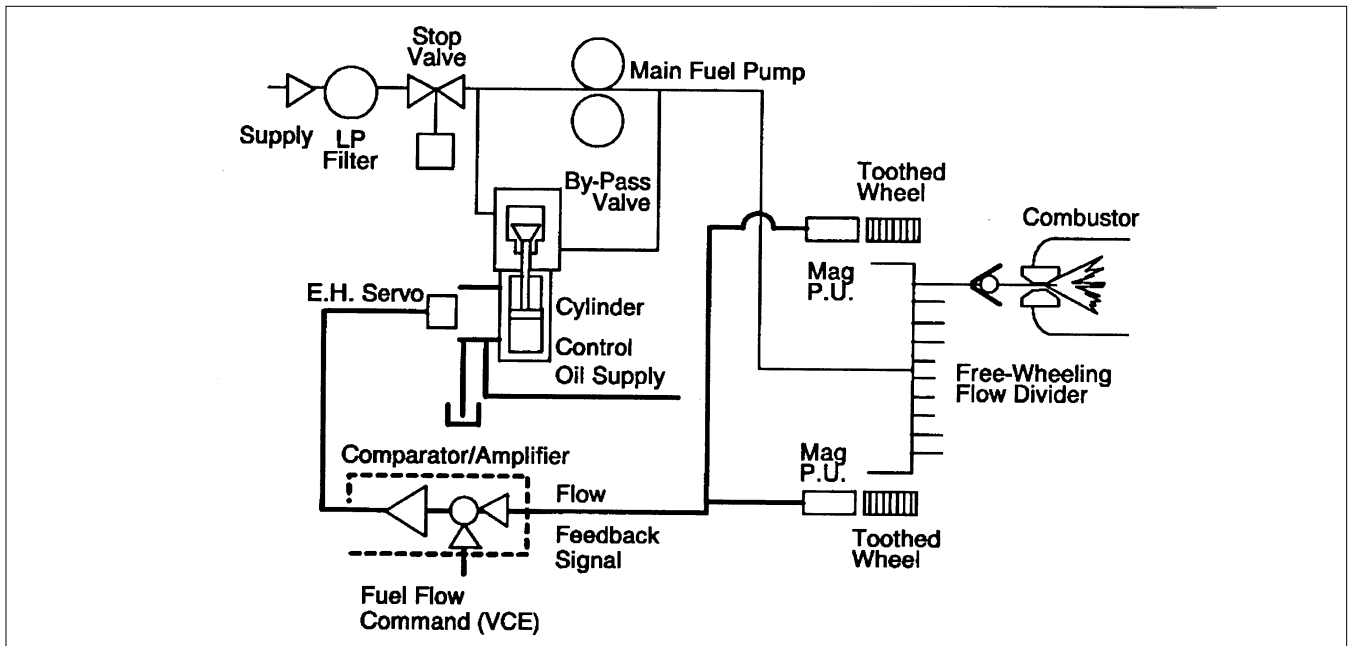 Stop
Valve
Main Fuel Pump
Supply
LP
Filter
By-Pass
Valve
Toothed
Wheel
Combustor
Mag
P.U.
E.H. Servo
Cylinder
Control
Oil Supply
Free-Wheeling
Flow Divider
Comparator/Amplifier
Mag
P.U.
Flow
Feedback
Signal
Toothed
Wheel
Fuel Flow
Command (VCE)